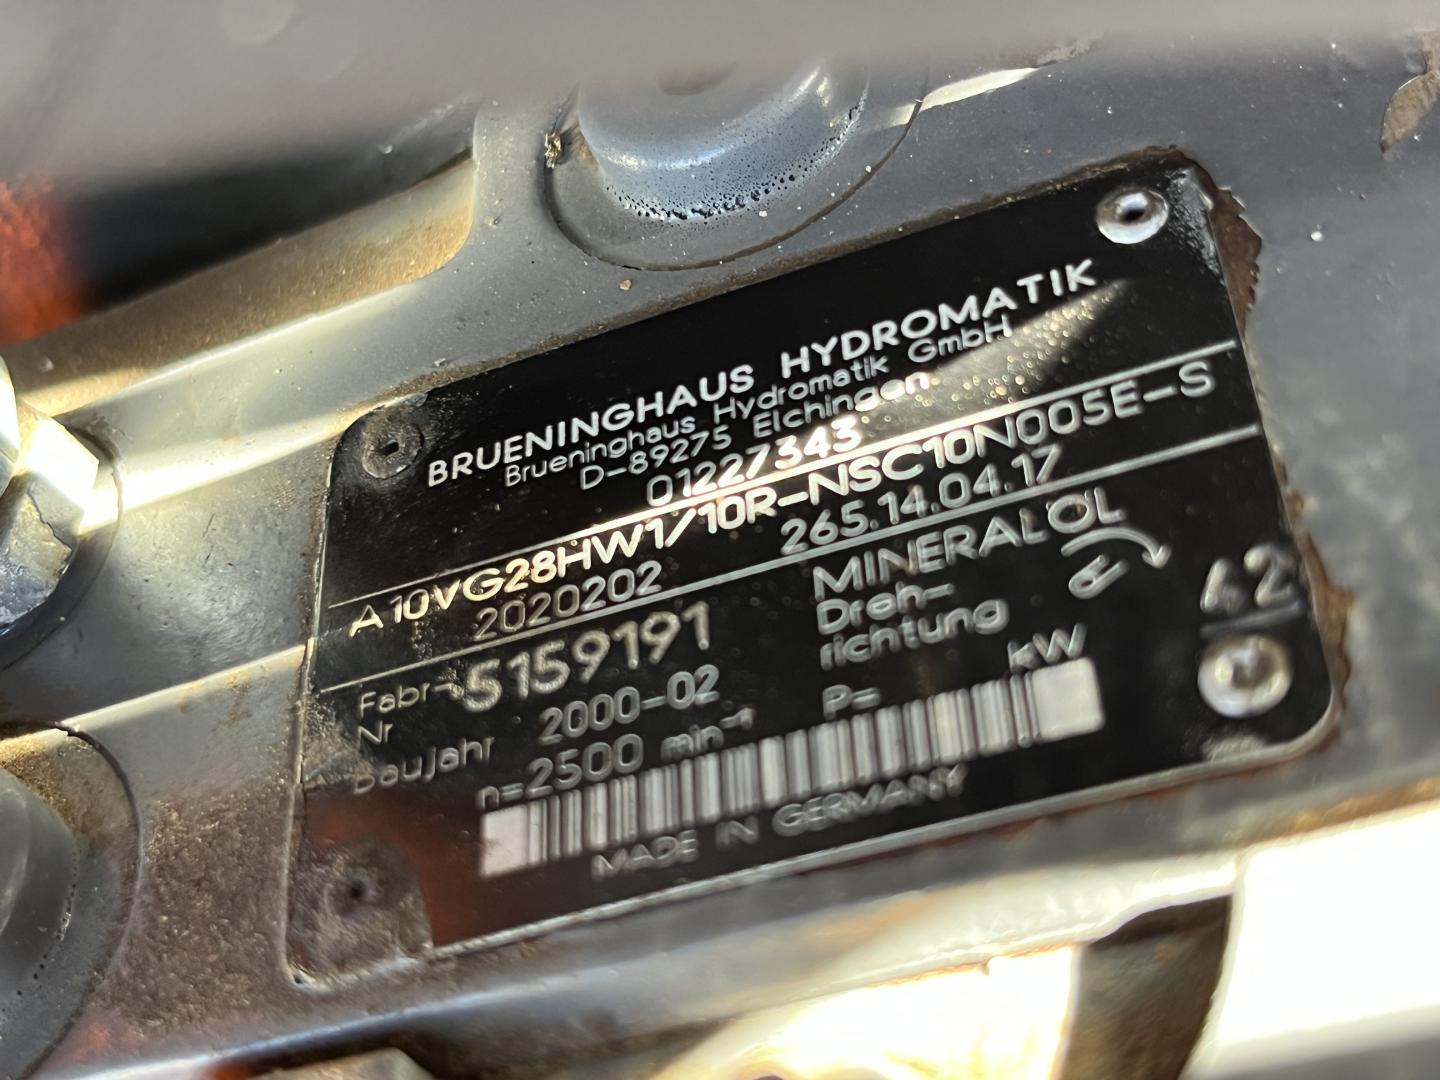 BRUENINGHAUS HYDROMATIK
Brueninghaus Hydromatik GmbH
D-89275 Elchingen
01227343
A10VG28HW1/10R-NSC10N005E-S
2020202 265.14.04.17
Fabr-Nr 5159191 MINERALÖL
Baujahr 2000-02 Dreh-richtung
n=2500 min⁻¹ P= kW
42
MADE IN GERMANY